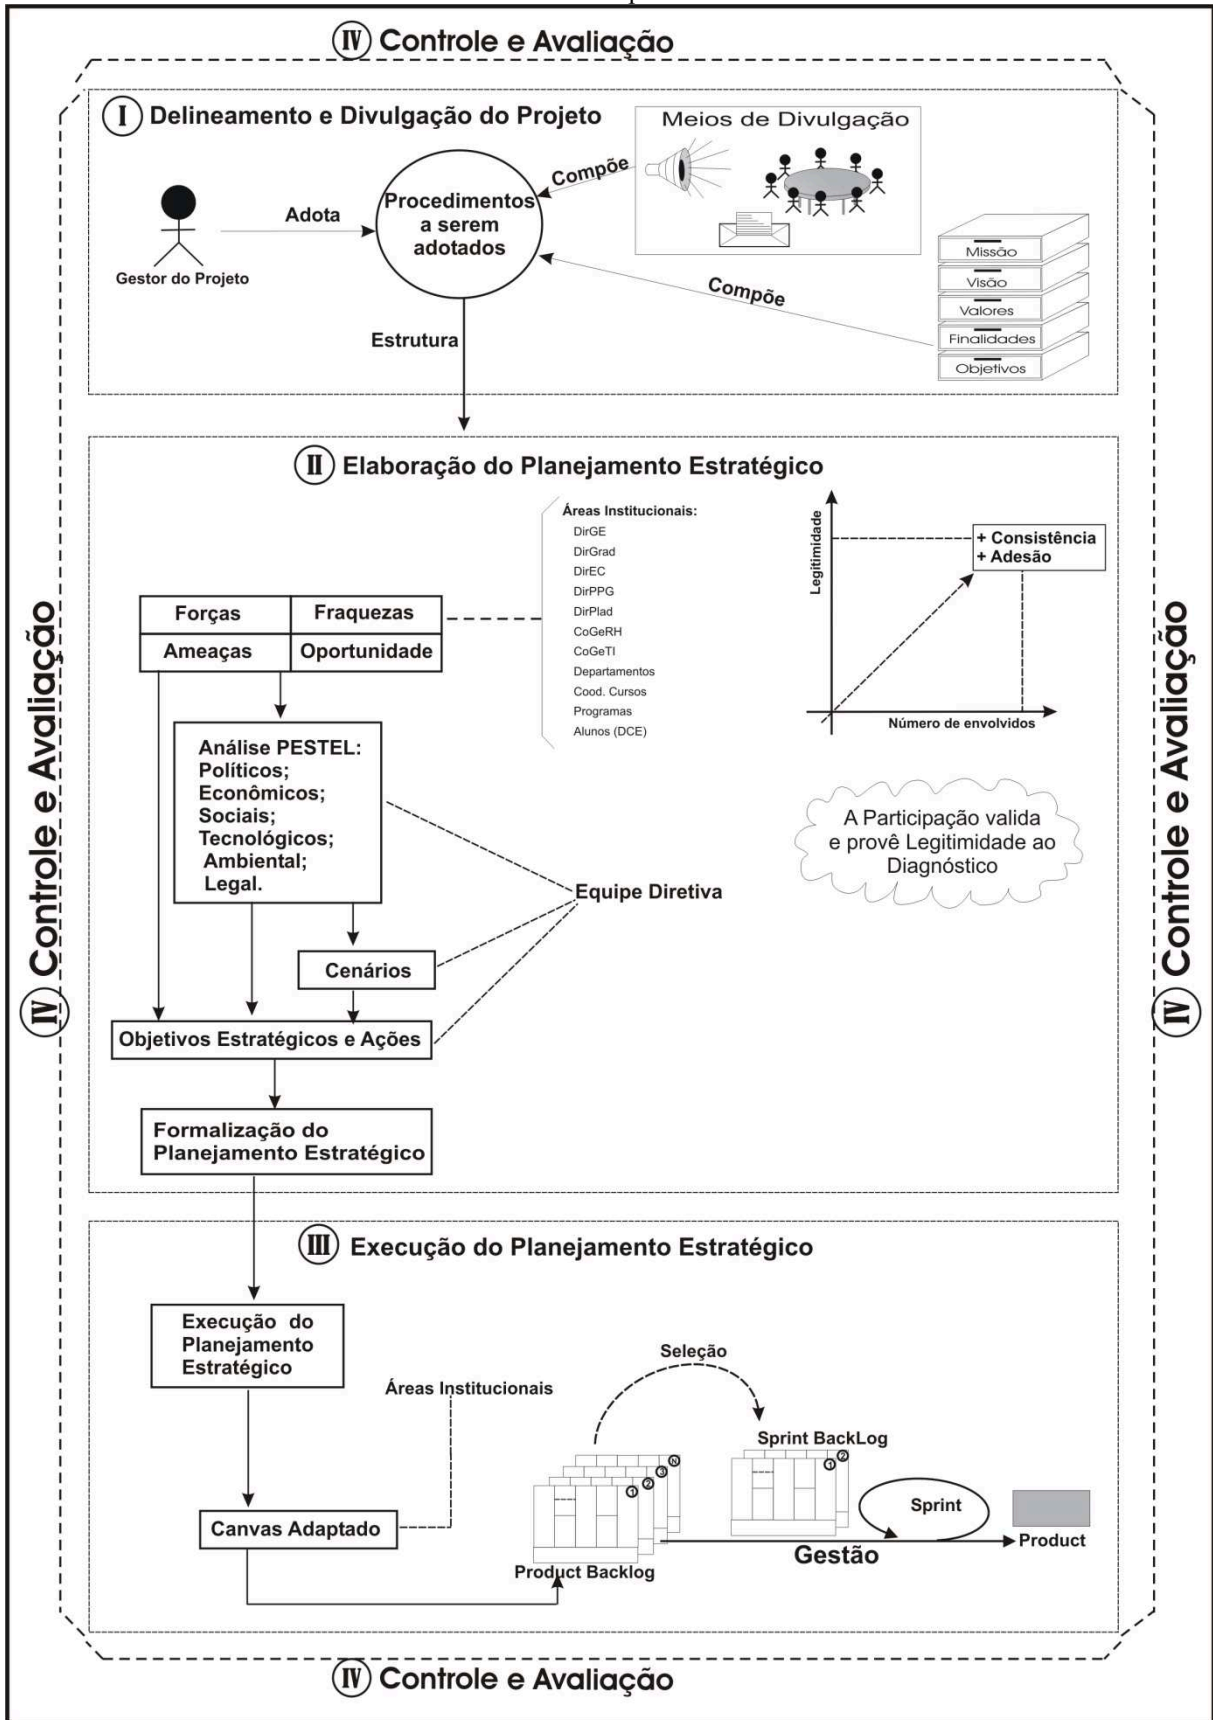 IV Controle e Avaliação
I Delineamento e Divulgação do Projeto
Meios de Divulgação
Compõe
Adota
Procedimentos
a serem
adotados
Gestor do Projeto
Missão
Visão
Valores
Finalidades
Objetivos
Compõe
Estrutura
II Elaboração do Planejamento Estratégico
Áreas Institucionais:
DirGE
DirGrad
DirEC
DirPPG
DirPlad
CoGeRH
CoGeTI
Departamentos
Cood. Cursos
Programas
Alunos (DCE)
Legitimidade
+ Consistência
+ Adesão
Número de envolvidos
Forças
Fraquezas
Ameaças
Oportunidade
Análise PESTEL:
Políticos;
Econômicos;
Sociais;
Tecnológicos;
Ambiental;
Legal.
A Participação valida
e provê Legitimidade ao
Diagnóstico
Equipe Diretiva
Cenários
Objetivos Estratégicos e Ações
Formalização do
Planejamento Estratégico
IV Controle e Avaliação
IV Controle e Avaliação
III Execução do Planejamento Estratégico
Execução do
Planejamento
Estratégico
Áreas Institucionais
Seleção
Sprint BackLog
1 2
1 2 3 N
Sprint
Canvas Adaptado
Product Backlog
Gestão
Product
IV Controle e Avaliação